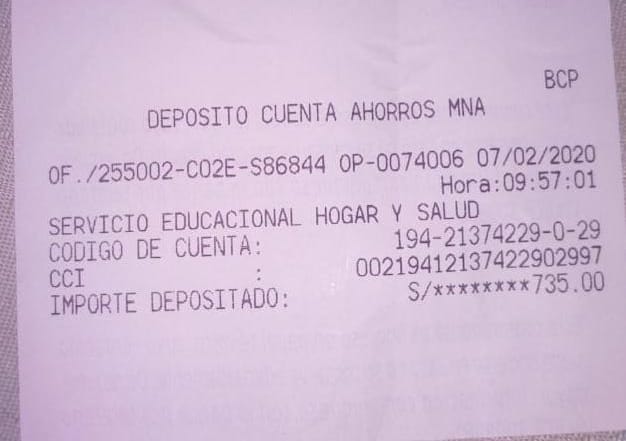 BCP
DEPOSITO CUENTA AHORROS MNA
OF./255002-C02E-S86844 OP-0074006 07/02/2020
Hora:09:57:01
SERVICIO EDUCACIONAL HOGAR Y SALUD
CODIGO DE CUENTA: 194-21374229-0-29
CCI : 00219412137422902997
IMPORTE DEPOSITADO: S/********735.00